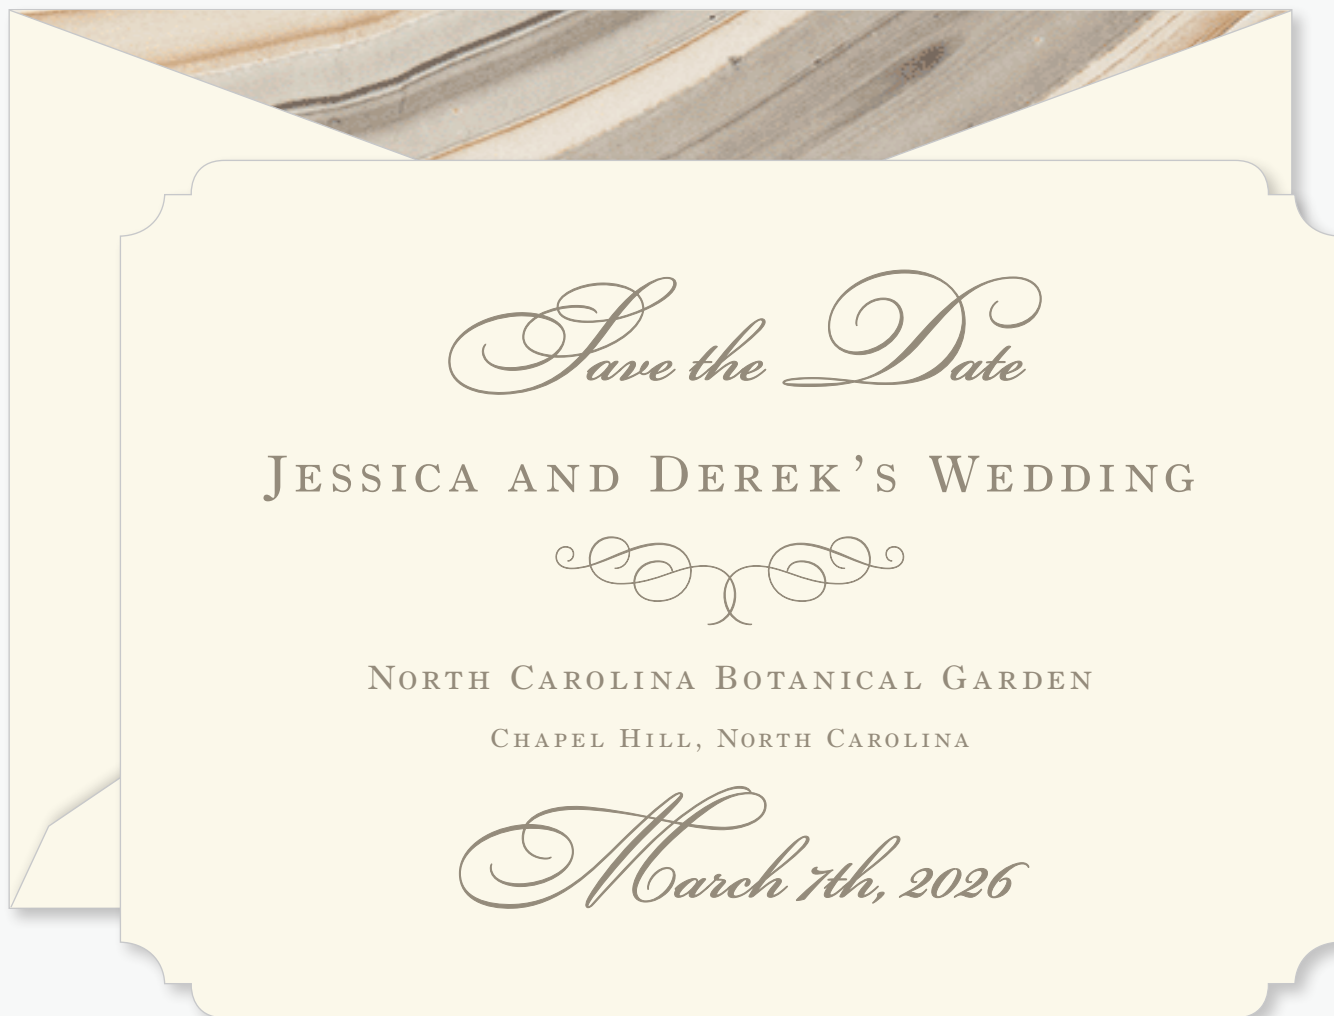 Save the Date
Jessica and Derek's Wedding
North Carolina Botanical Garden
Chapel Hill, North Carolina
March 7th, 2026